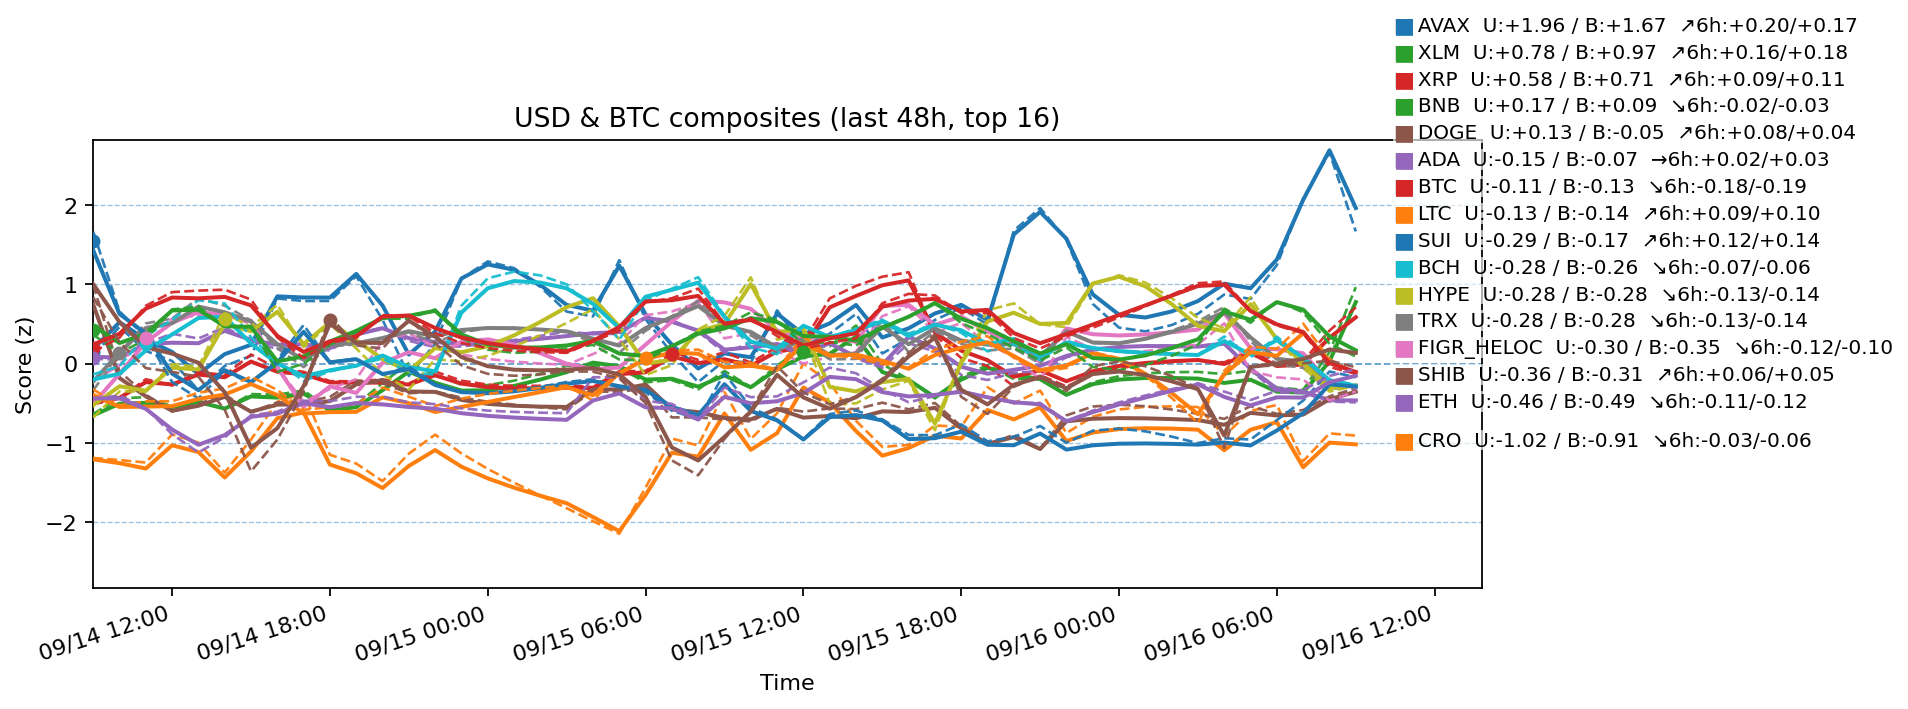 AVAX U:+1.96 / B:+1.67 ↗6h:+0.20/+0.17
XLM U:+0.78 / B:+0.97 ↗6h:+0.16/+0.18
XRP U:+0.58 / B:+0.71 ↗6h:+0.09/+0.11
BNB U:+0.17 / B:+0.09 ↘6h:-0.02/-0.03
DOGE U:+0.13 / B:-0.05 ↗6h:+0.08/+0.04
ADA U:-0.15 / B:-0.07 →6h:+0.02/+0.03
BTC U:-0.11 / B:-0.13 ↘6h:-0.18/-0.19
LTC U:-0.13 / B:-0.14 ↗6h:+0.09/+0.10
SUI U:-0.29 / B:-0.17 ↗6h:+0.12/+0.14
BCH U:-0.28 / B:-0.26 ↘6h:-0.07/-0.06
HYPE U:-0.28 / B:-0.28 ↘6h:-0.13/-0.14
TRX U:-0.28 / B:-0.28 ↘6h:-0.13/-0.14
FIGR_HELOC U:-0.30 / B:-0.35 ↘6h:-0.12/-0.10
SHIB U:-0.36 / B:-0.31 ↗6h:+0.06/+0.05
ETH U:-0.46 / B:-0.49 ↘6h:-0.11/-0.12
CRO U:-1.02 / B:-0.91 ↘6h:-0.03/-0.06
USD & BTC composites (last 48h, top 16)
Score (z)
2
1
0
−1
−2
09/14 12:00
09/14 18:00
09/15 00:00
09/15 06:00
09/15 12:00
09/15 18:00
09/16 00:00
09/16 06:00
09/16 12:00
Time